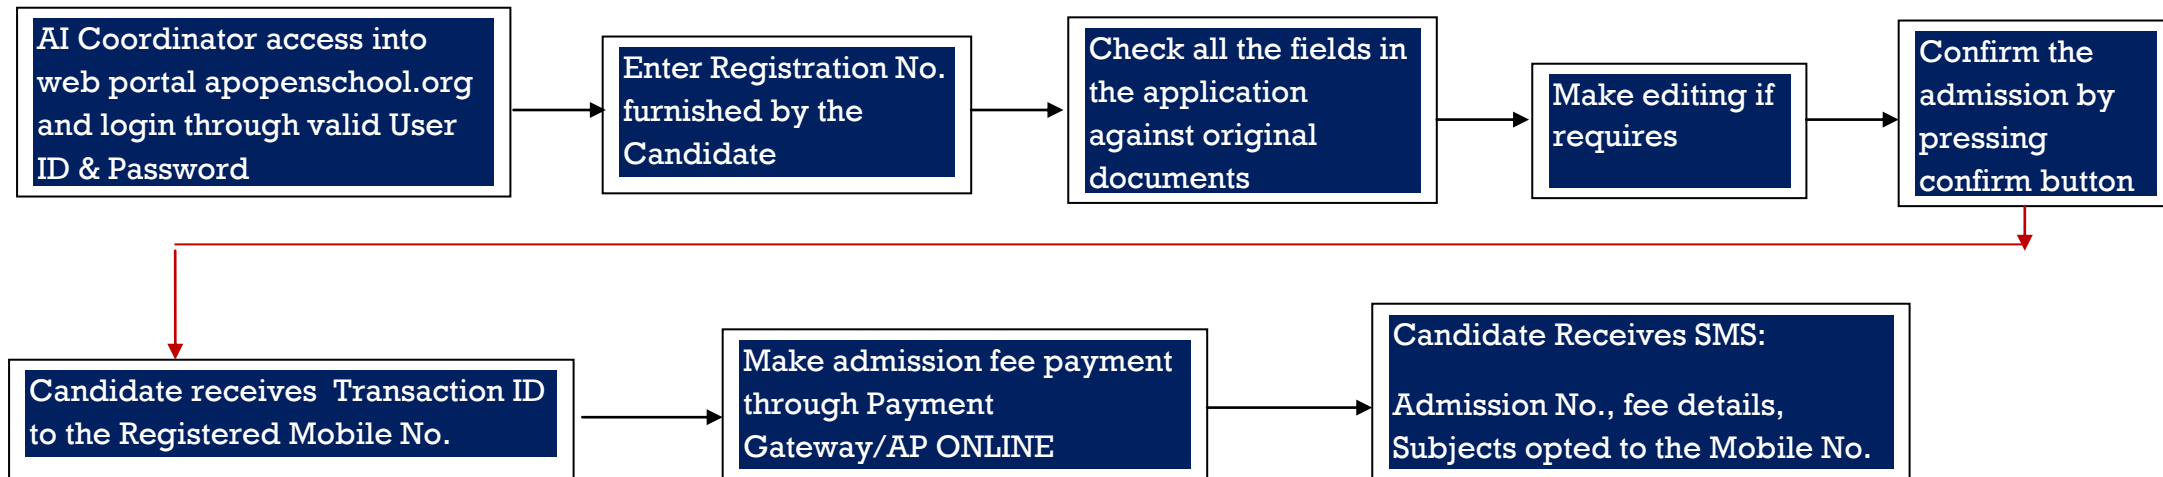 AI Coordinator access into
web portal apopenschool.org
and login through valid User
ID & Password
Enter Registration No.
furnished by the
Candidate
Check all the fields in
the application
against original
documents
Make editing if
requires
Confirm the
admission by
pressing
confirm button
Candidate receives  Transaction ID
to the Registered Mobile No.
Make admission fee payment
through Payment
Gateway/AP ONLINE
Candidate Receives SMS:
Admission No., fee details,
Subjects opted to the Mobile No.